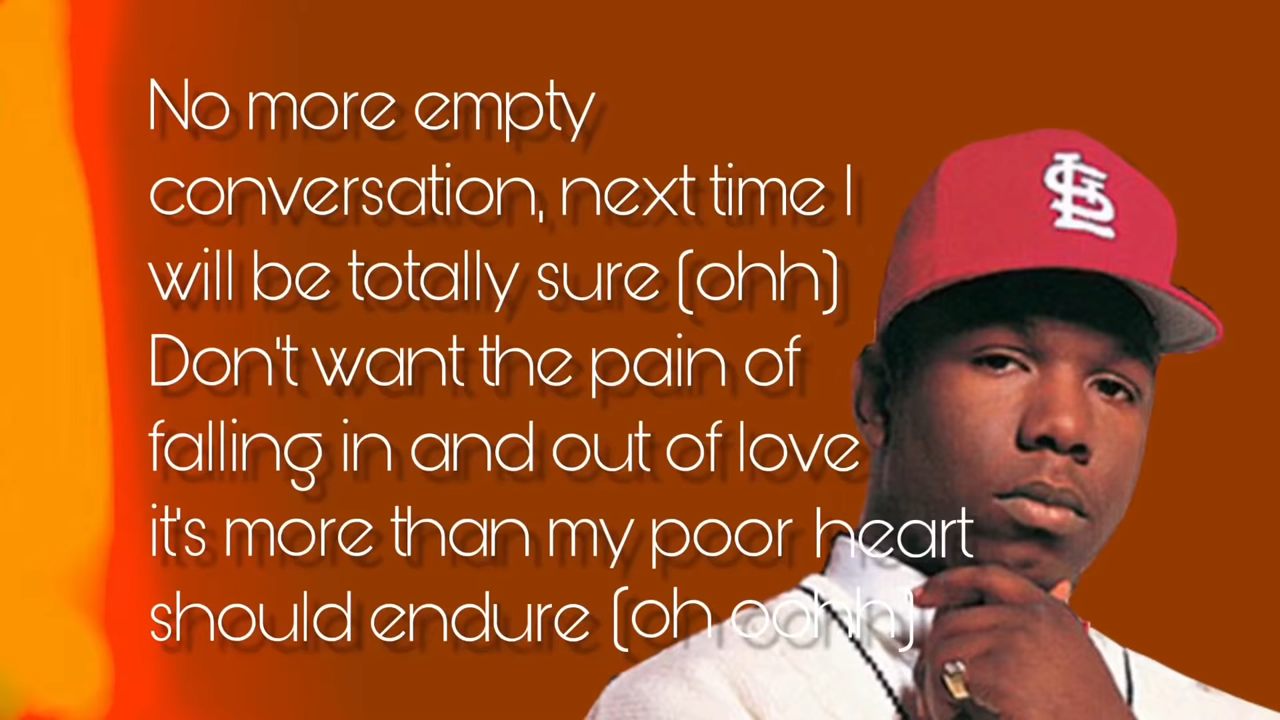 No more empty
conversation, next time I
will be totally sure (ohh)
Don't want the pain of
falling in and out of love
it's more than my poor heart
should endure (oh oohh)
STL